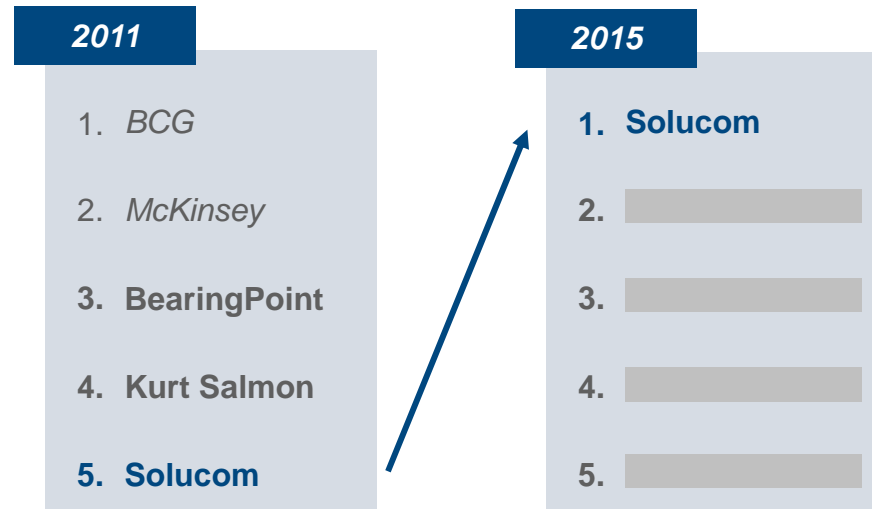 2011
1. BCG
2. McKinsey
3. BearingPoint
4. Kurt Salmon
5. Solucom
2015
1. Solucom
2.
3.
4.
5.